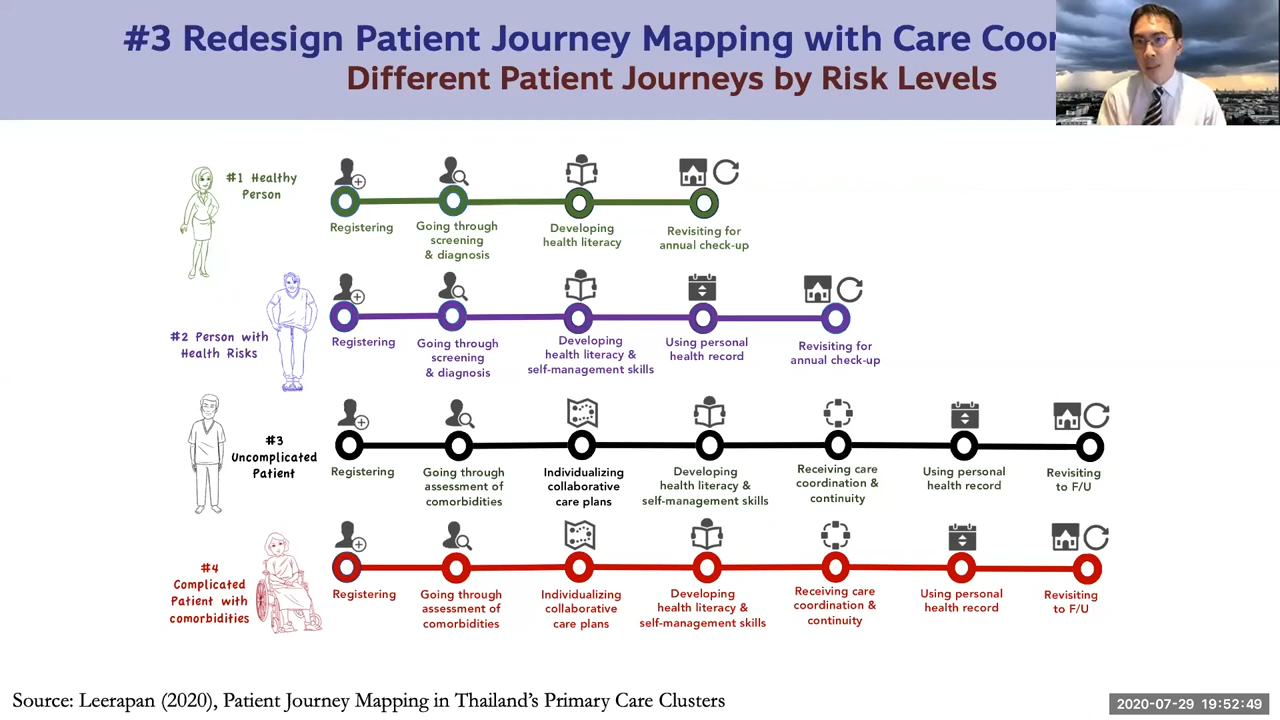 #3 Redesign Patient Journey Mapping with Care Coor
Different Patient Journeys by Risk Levels
#1 Healthy
Person
Registering
Going through
screening
& diagnosis
Developing
health literacy
Revisiting for
annual check-up
#2 Person with
Health Risks
Registering
Going through
screening
& diagnosis
Developing
health literacy &
self-management skills
Using personal
health record
Revisiting for
annual check-up
#3
Uncomplicated
Patient
Registering
Going through
assessment of
comorbidities
Individualizing
collaborative
care plans
Developing
health literacy &
self-management skills
Receiving care
coordination &
continuity
Using personal
health record
Revisiting
to F/U
#4
Complicated
Patient with
comorbidities
Registering
Going through
assessment of
comorbidities
Individualizing
collaborative
care plans
Developing
health literacy &
self-management skills
Receiving care
coordination &
continuity
Using personal
health record
Revisiting
to F/U
Source: Leerapan (2020), Patient Journey Mapping in Thailand’s Primary Care Clusters
2020-07-29 19:52:49